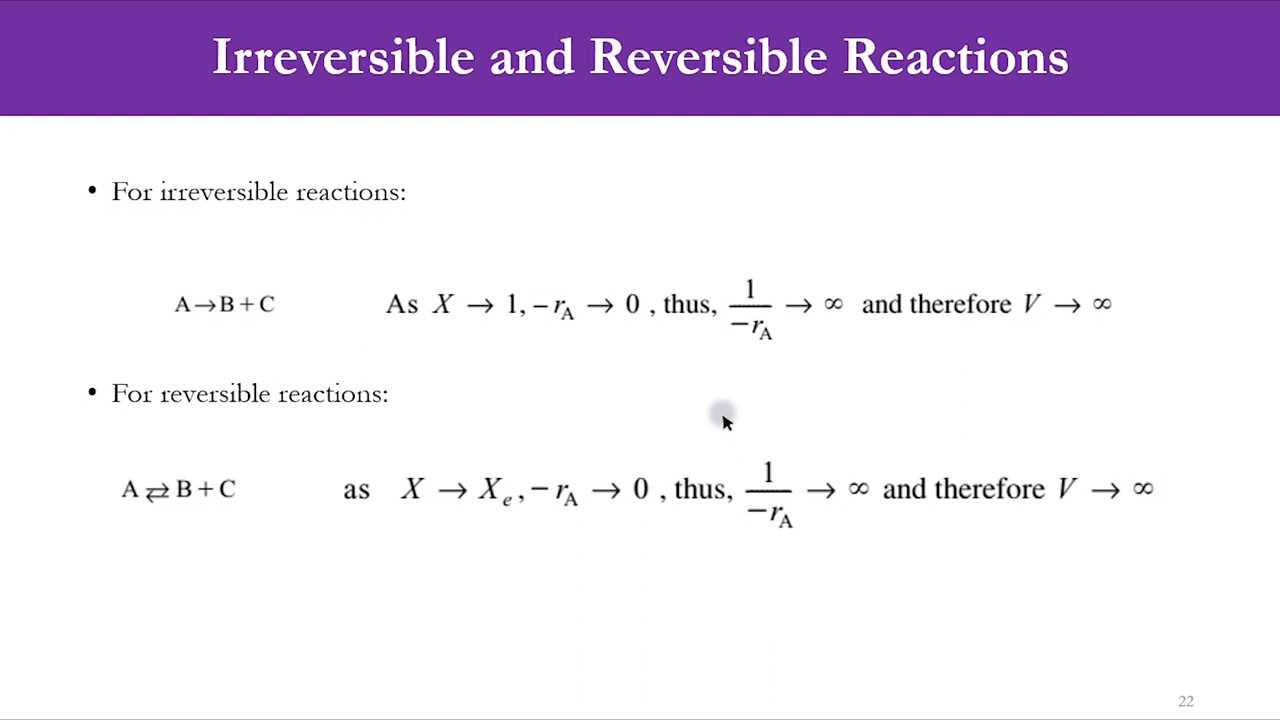 Irreversible and Reversible Reactions
• For irreversible reactions:
A→B+C As X → 1, −r_A → 0 , thus, 1/−r_A → ∞ and therefore V → ∞
• For reversible reactions:
A⇄B+C as X → X_e, −r_A → 0 , thus, 1/−r_A → ∞ and therefore V → ∞
22